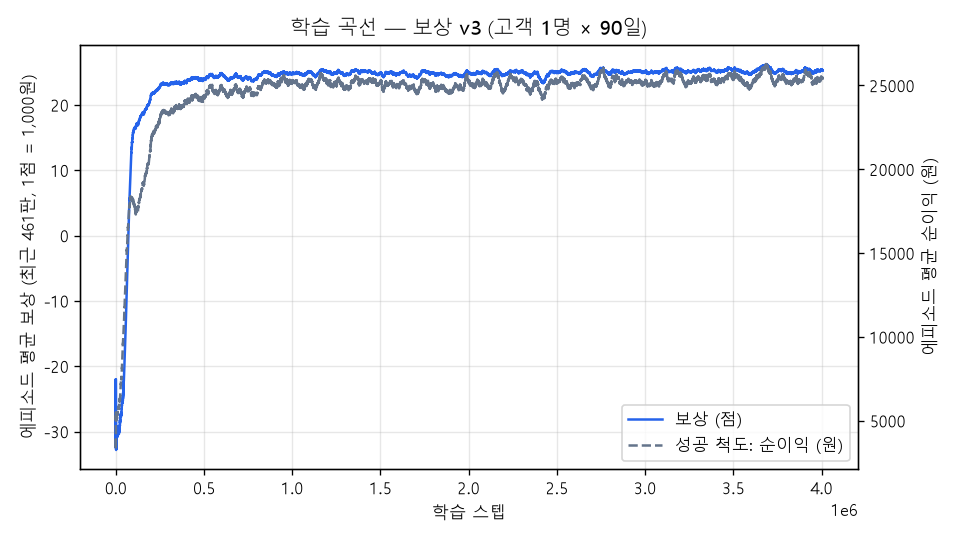 학습 곡선 — 보상 v3 (고객 1명 × 90일)
에피소드 평균 보상 (최근 461판, 1점 = 1,000원)
20
10
0
-10
-20
-30
25000
20000
15000
10000
5000
에피소드 평균 순이익 (원)
보상 (점)
성공 척도: 순이익 (원)
0.0 0.5 1.0 1.5 2.0 2.5 3.0 3.5 4.0
1e6
학습 스텝